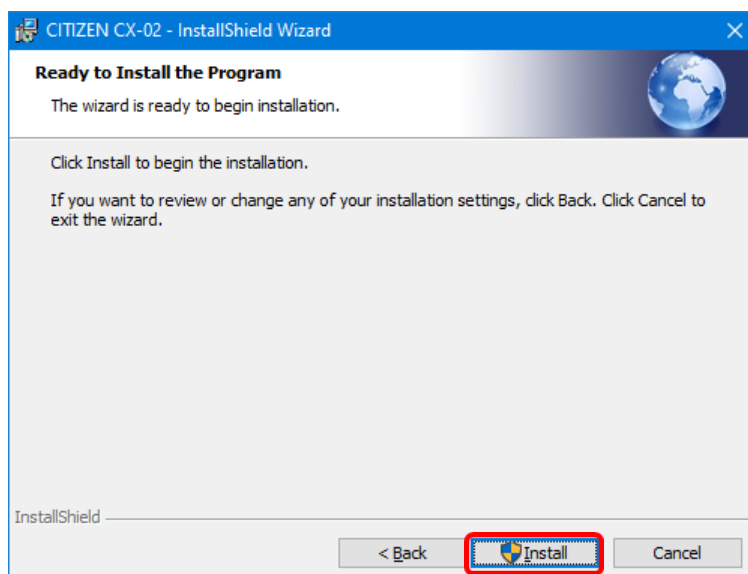 CITIZEN CX-02 - InstallShield Wizard
Ready to Install the Program
The wizard is ready to begin installation.
Click Install to begin the installation.
If you want to review or change any of your installation settings, click Back. Click Cancel to
exit the wizard.
InstallShield
< Back Install Cancel